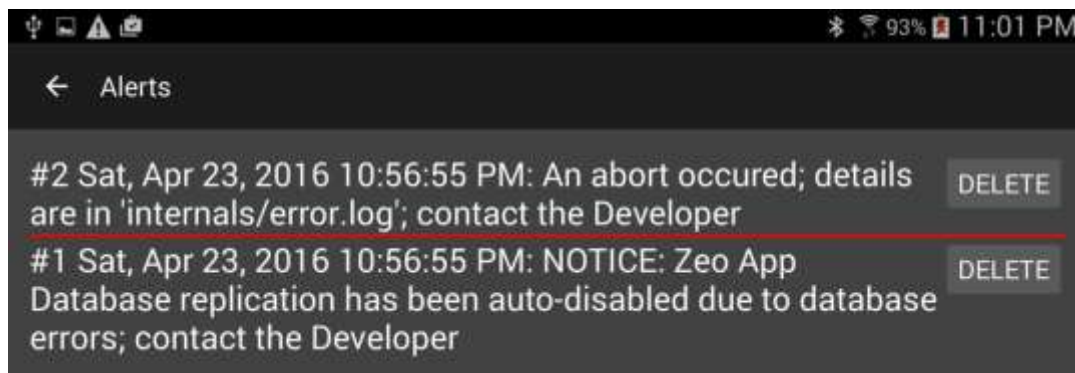 93% 11:01 PM
Alerts
#2 Sat, Apr 23, 2016 10:56:55 PM: An abort occured; details
are in 'internals/error.log'; contact the Developer
DELETE
#1 Sat, Apr 23, 2016 10:56:55 PM: NOTICE: Zeo App
Database replication has been auto-disabled due to database
errors; contact the Developer
DELETE